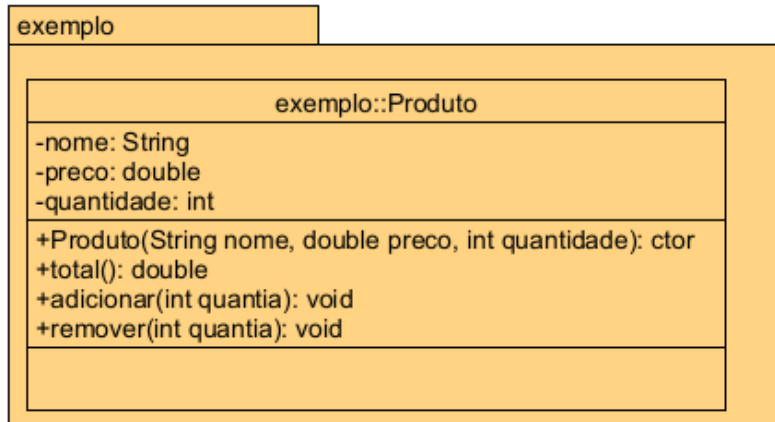 exemplo
exemplo::Produto
-nome: String
-preco: double
-quantidade: int
+Produto(String nome, double preco, int quantidade): ctor
+total(): double
+adicionar(int quantia): void
+remover(int quantia): void